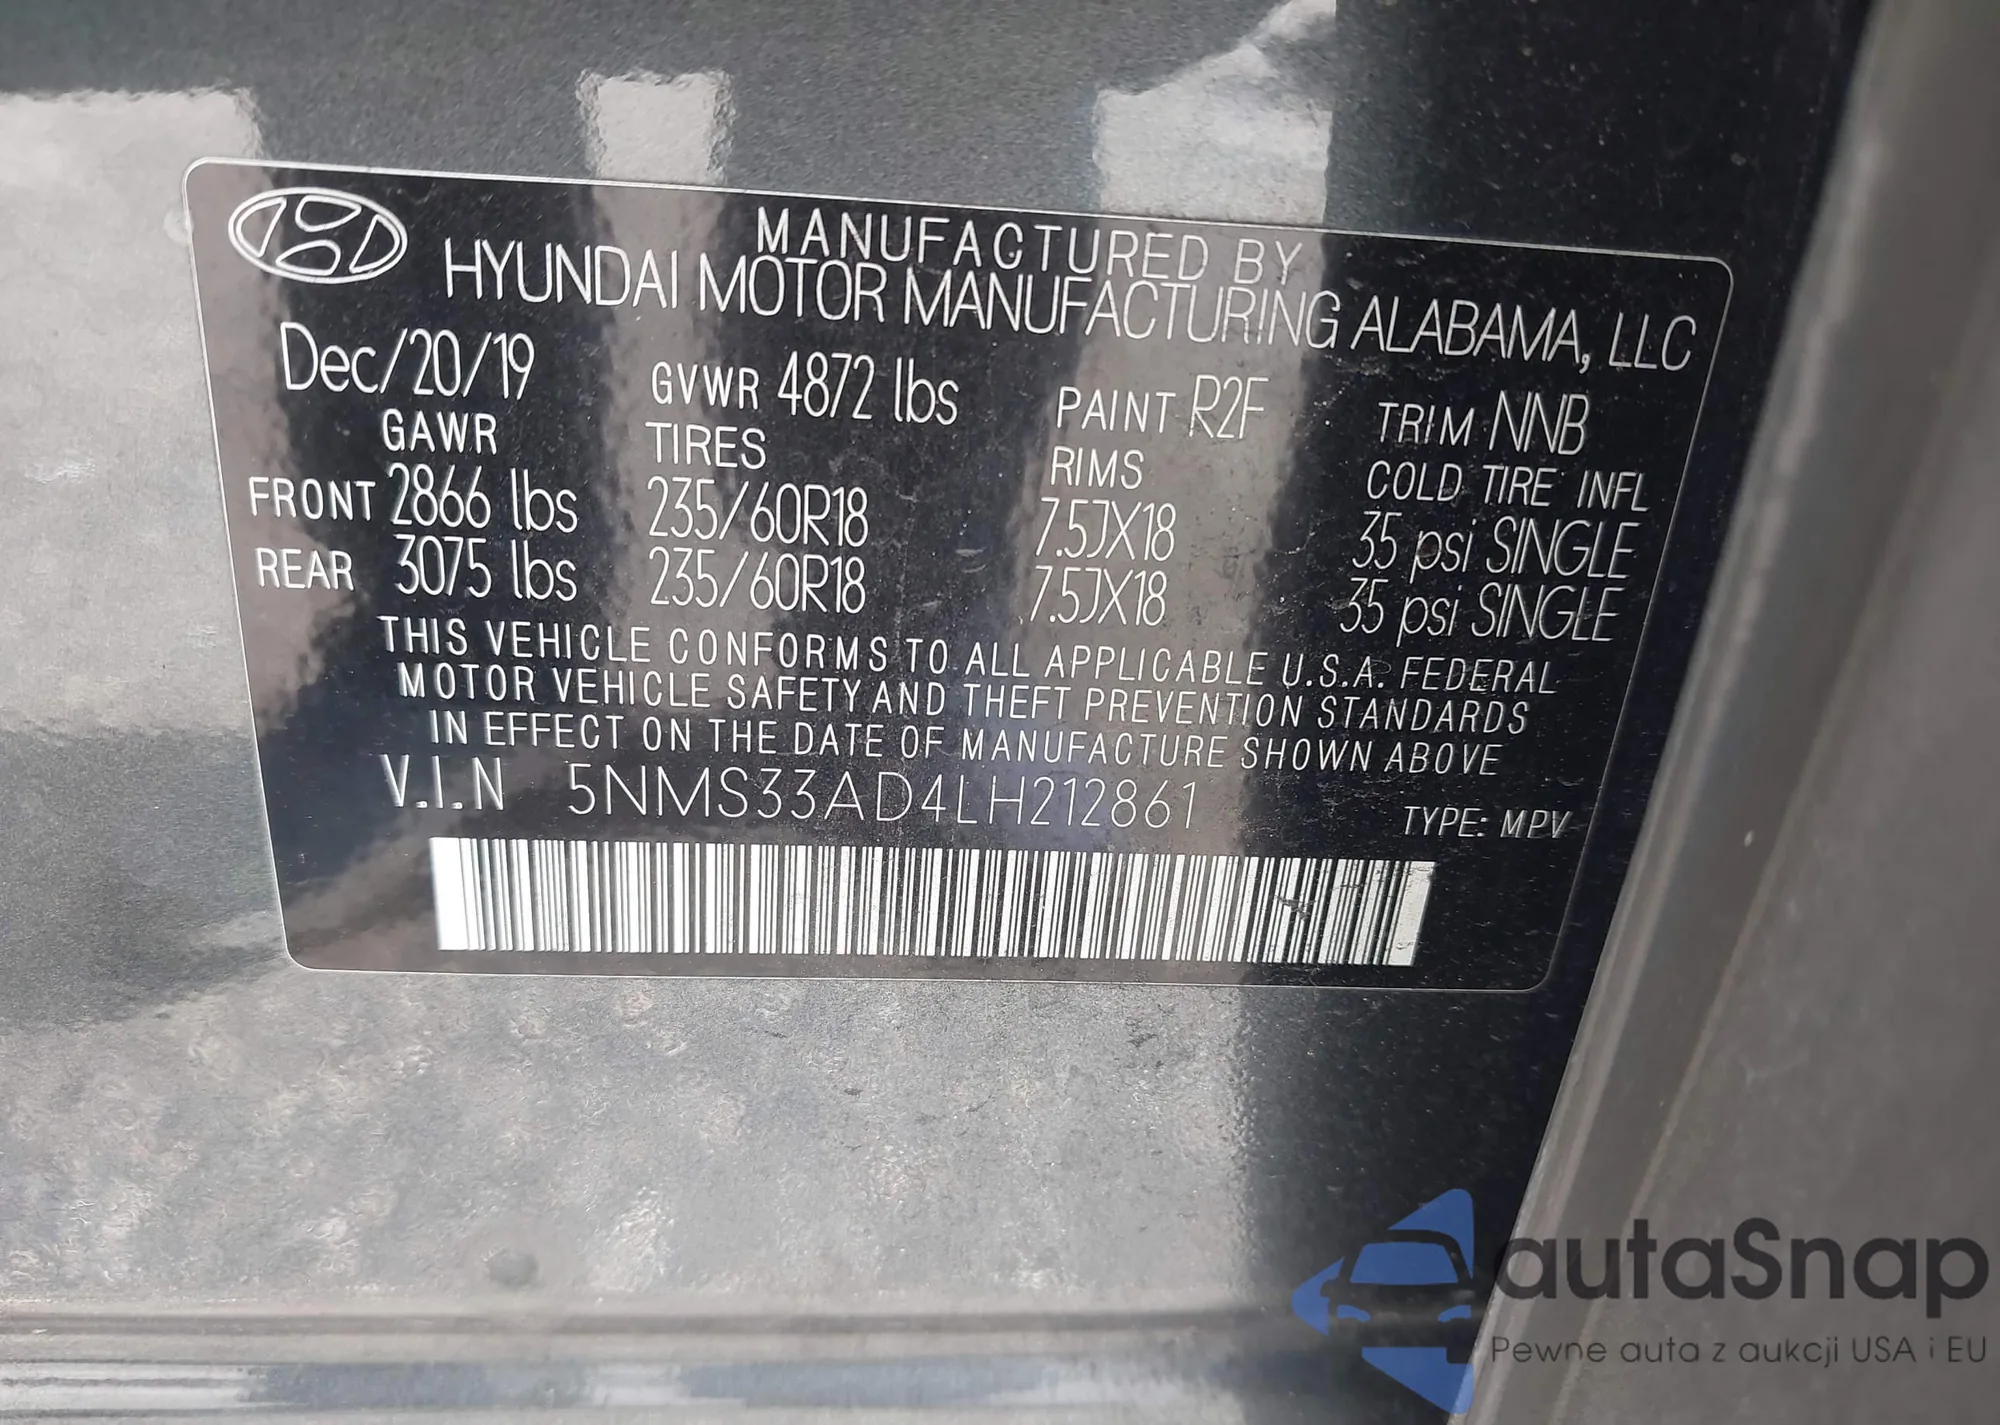 MANUFACTURED BY
HYUNDAI MOTOR MANUFACTURING ALABAMA, LLC
Dec/20/19 GVWR 4872 lbs PAINT R2F TRIM NNB
GAWR TIRES RIMS COLD TIRE INFL
FRONT 2866 lbs 235/60R18 7.5JX18 35 psi SINGLE
REAR 3075 lbs 235/60R18 7.5JX18 35 psi SINGLE
THIS VEHICLE CONFORMS TO ALL APPLICABLE U.S.A. FEDERAL
MOTOR VEHICLE SAFETY AND THEFT PREVENTION STANDARDS
IN EFFECT ON THE DATE OF MANUFACTURE SHOWN ABOVE
V.I.N 5NMS33AD4LH212861 TYPE: MPV
autaSnap
Pewne auta z aukcji USA i EU